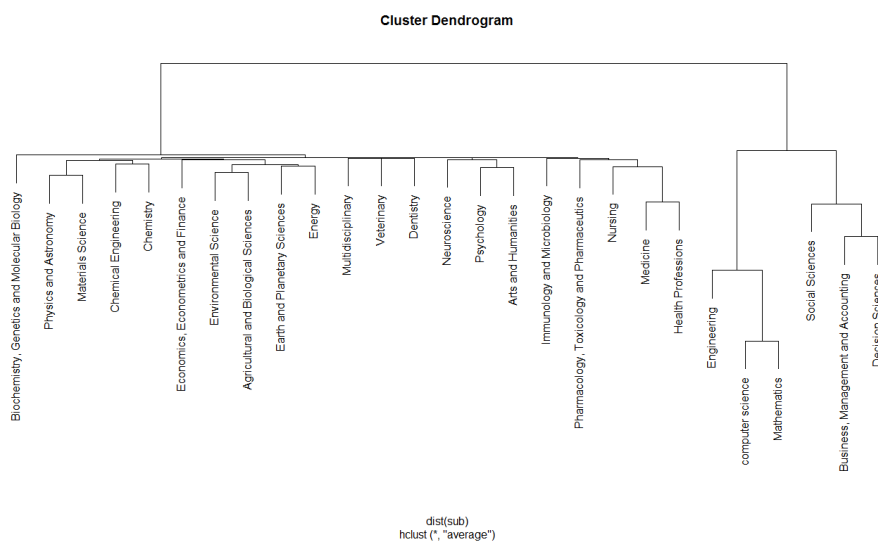 Cluster Dendrogram
Biochemistry, Genetics and Molecular Biology
Physics and Astronomy
Materials Science
Chemical Engineering
Chemistry
Economics, Econometrics and Finance
Environmental Science
Agricultural and Biological Sciences
Earth and Planetary Sciences
Energy
Multidisciplinary
Veterinary
Dentistry
Neuroscience
Psychology
Arts and Humanities
Immunology and Microbiology
Pharmacology, Toxicology and Pharmaceutics
Nursing
Medicine
Health Professions
Engineering
computer science
Mathematics
Social Sciences
Business, Management and Accounting
Decision Sciences
dist(sub)
hclust (*, "average")